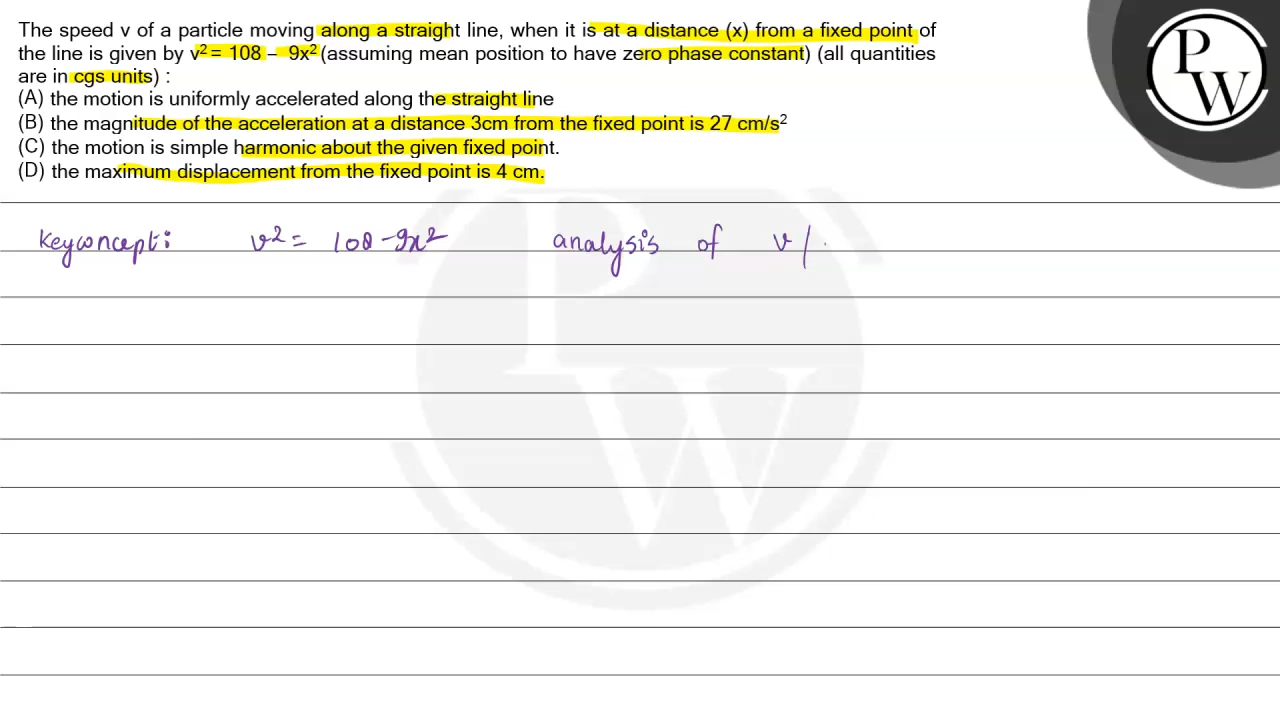 The speed v of a particle moving along a straight line, when it is at a distance (x) from a fixed point of
the line is given by v² = 108 – 9x² (assuming mean position to have zero phase constant) (all quantities
are in cgs units) :
(A) the motion is uniformly accelerated along the straight line
(B) the magnitude of the acceleration at a distance 3cm from the fixed point is 27 cm/s²
(C) the motion is simple harmonic about the given fixed point.
(D) the maximum displacement from the fixed point is 4 cm.
P
W
Key concept: v² = 108 - 9x² analysis of v /
P
W